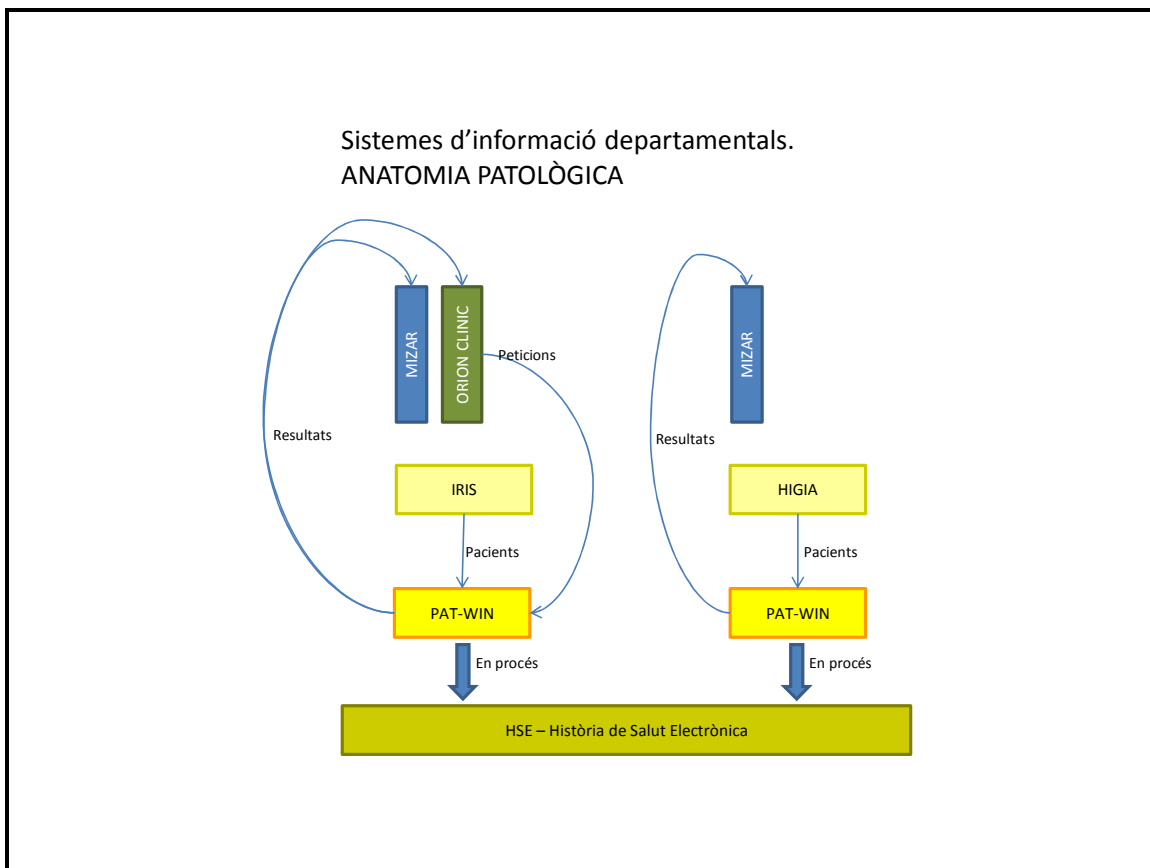 Sistemes d’informació departamentals.
ANATOMIA PATOLÒGICA
MIZAR
ORION CLINIC
Peticions
Resultats
IRIS
Pacients
PAT-WIN
En procés
MIZAR
Resultats
HIGIA
Pacients
PAT-WIN
En procés
HSE – Història de Salut Electrònica